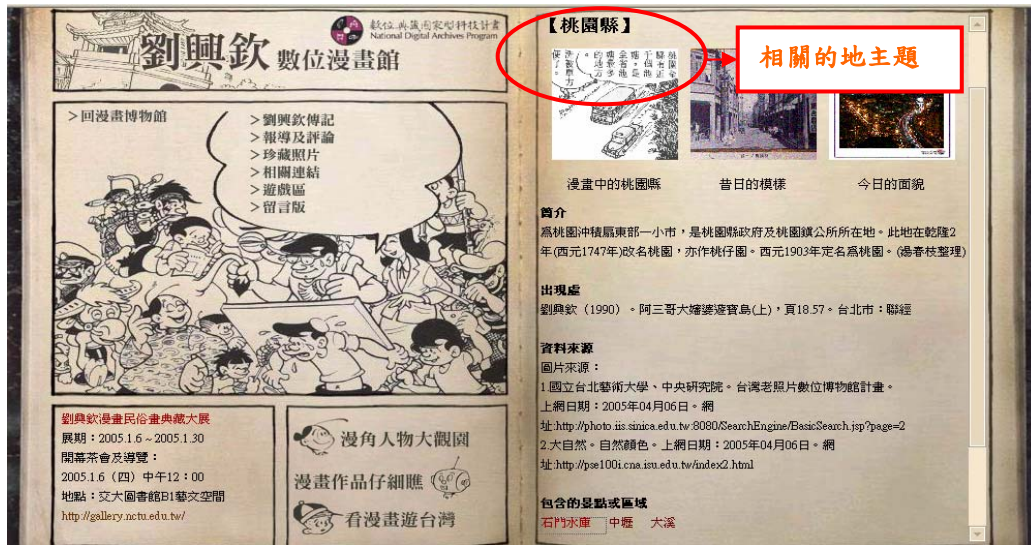 劉興欽 數位漫畫館
數位典藏國家型科技計畫
National Digital Archives Program
>回漫畫博物館
>劉興欽傳記
>報導及評論
>珍藏照片
>相關連結
>遊戲區
>留言版
劉興欽漫畫民俗畫典藏大展
展期：2005.1.6 ~ 2005.1.30
開幕茶會及導覽：
2005.1.6（四）中午12：00
地點：交大圖書館B1藝文空間
http://gallery.nctu.edu.tw/
漫角人物大觀園
漫畫作品仔細瞧
看漫畫遊台灣
【桃園縣】
相關的地主題
漫畫中的桃園縣
昔日的模樣
今日的面貌
簡介
為桃園沖積扇東部一小市，是桃園縣政府及桃園鎮公所所在地。此地在乾隆2
年(西元1747年)改名桃園，亦作桃仔園。西元1903年定名為桃園。(湯春枝整理)
出現處
劉興欽（1990）。阿三哥大嬸婆遊寶島(上)，頁18.57。台北市：聯經
資料來源
圖片來源：
1.國立台北藝術大學、中央研究院。台灣老照片數位博物館計畫。
上網日期：2005年04月06日。網
址:http://photo.iis.sinica.edu.tw:8080/SearchEngine/BasicSearch.jsp?page=2
2.大自然。自然顏色。上網日期：2005年04月06日。網
址:http://pse100i.cna.isu.edu.tw/index2.html
包含的景點或區域
石門水庫 中壢 大溪